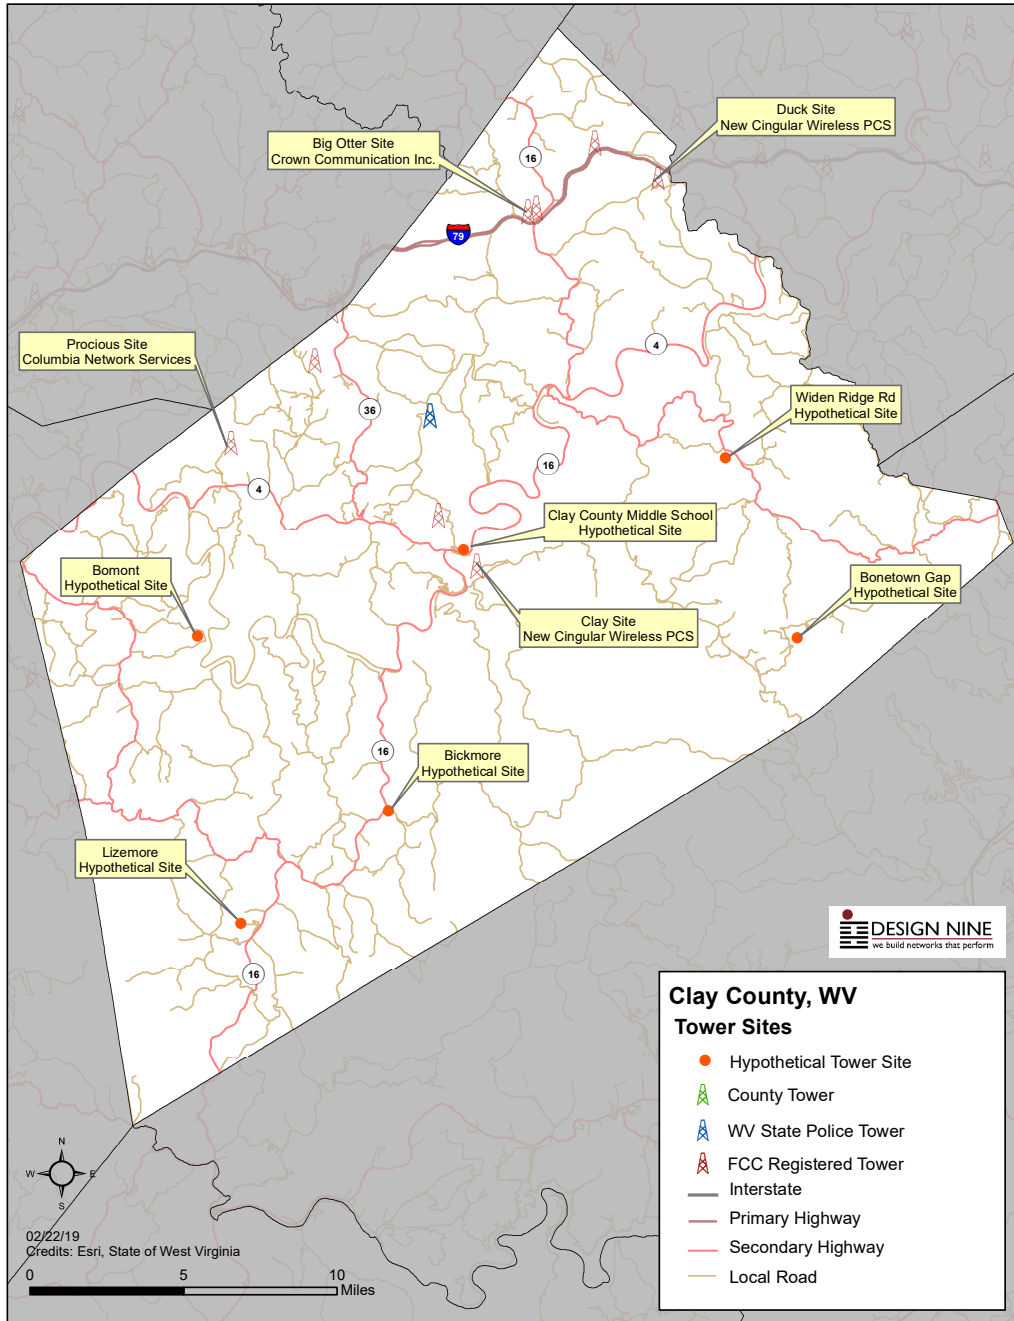 Duck Site
New Cingular Wireless PCS
Big Otter Site
Crown Communication Inc.
16
79
Procious Site
Columbia Network Services
4
36
Widen Ridge Rd
Hypothetical Site
16
4
Clay County Middle School
Hypothetical Site
Bomont
Hypothetical Site
Bonetown Gap
Hypothetical Site
Clay Site
New Cingular Wireless PCS
16
Bickmore
Hypothetical Site
Lizemore
Hypothetical Site
16
DESIGN NINE
we build networks that perform
Clay County, WV
Tower Sites
Hypothetical Tower Site
County Tower
WV State Police Tower
FCC Registered Tower
Interstate
Primary Highway
Secondary Highway
Local Road
N
W E
S
02/22/19
Credits: Esri, State of West Virginia
0 5 10
Miles